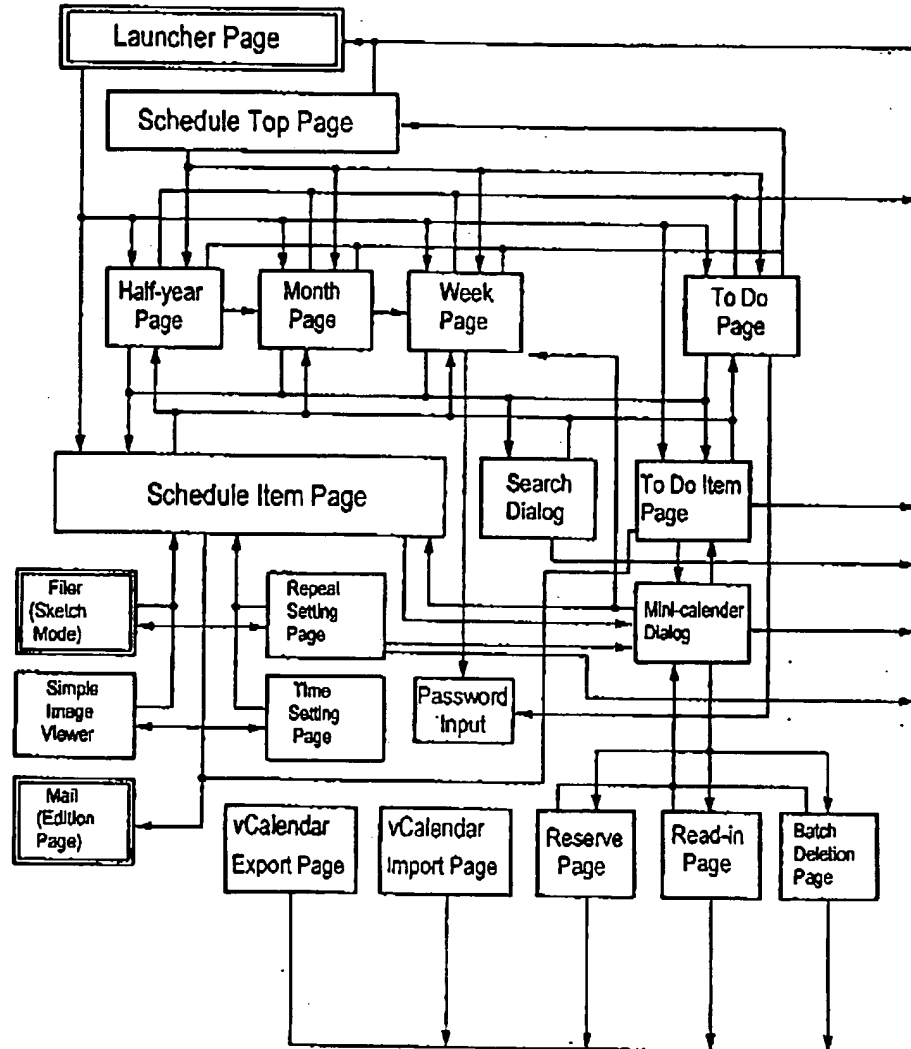 Launcher Page
Schedule Top Page
Half-year
Page
Month
Page
Week
Page
To Do
Page
Schedule Item Page
Search
Dialog
To Do Item
Page
Filer
(Sketch
Mode)
Repeal
Setting
Page
Mini-calender
Dialog
Simple
Image
Viewer
Time
Setting
Page
Password
Input
Mail
(Edition
Page)
vCalendar
Export Page
vCalendar
Import Page
Reserve
Page
Read-in
Page
Batch
Deletion
Page